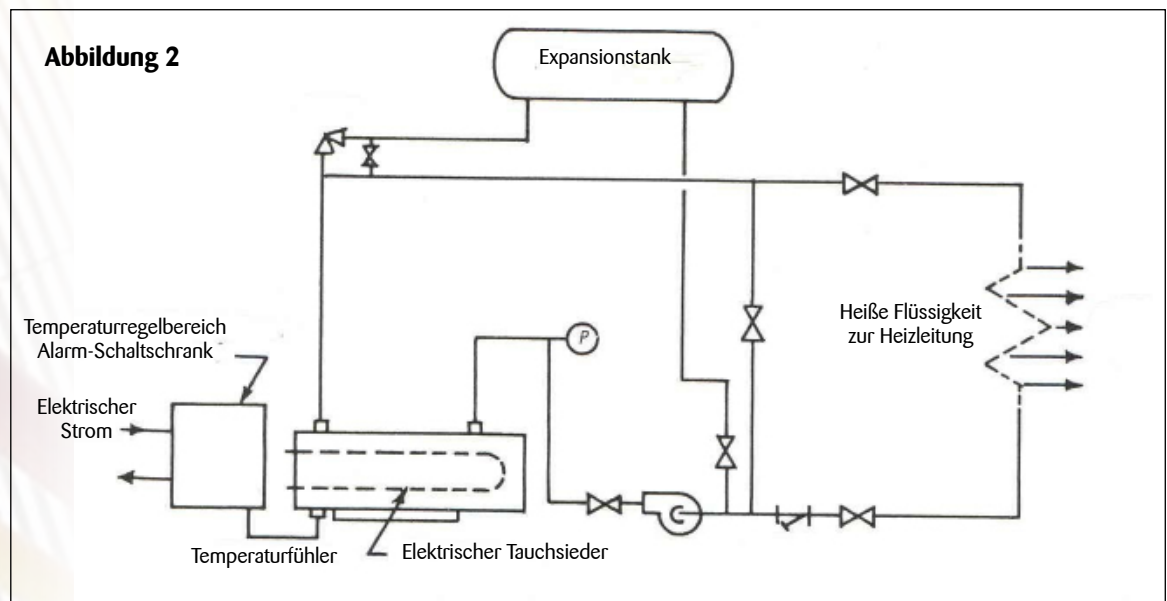 Abbildung 2
Expansionstank
Heiße Flüssigkeit
zur Heizleitung
Temperaturregelbereich
Alarm-Schaltschrank
P
Elektrischer
Strom
Temperaturfühler
Elektrischer Tauchsieder